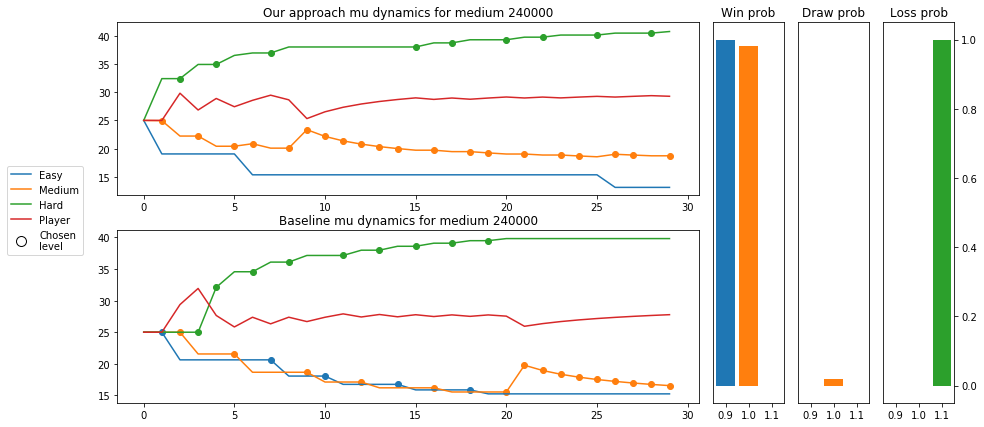 Our approach mu dynamics for medium 240000
40
35
30
25
20
15
0 5 10 15 20 25 30
Easy
Medium
Hard
Player
Chosen
level
Baseline mu dynamics for medium 240000
40
35
30
25
20
15
0 5 10 15 20 25 30
Win prob
0.9 1.0 1.1
Draw prob
0.9 1.0 1.1
Loss prob
1.0
0.8
0.6
0.4
0.2
0.0
0.9 1.0 1.1